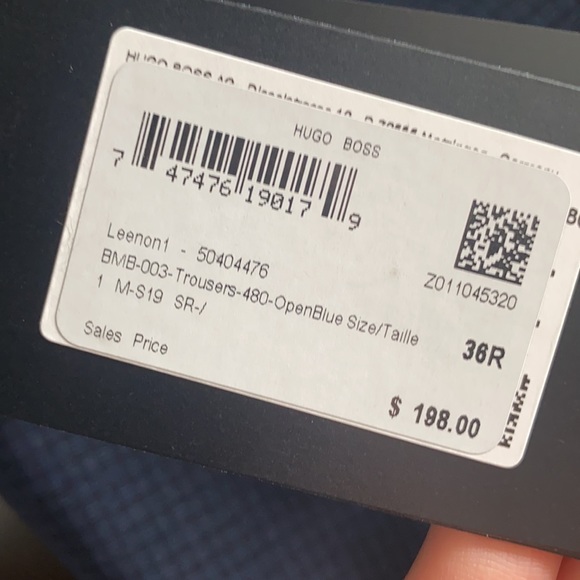 HUGO BOSS
7 47476 19017 9
Z011045320
Leenon1 - 50404476
BMB-003-Trousers-480-OpenBlue Size/Taille
1 M-S19 SR-/
36R
Sales Price
$ 198.00